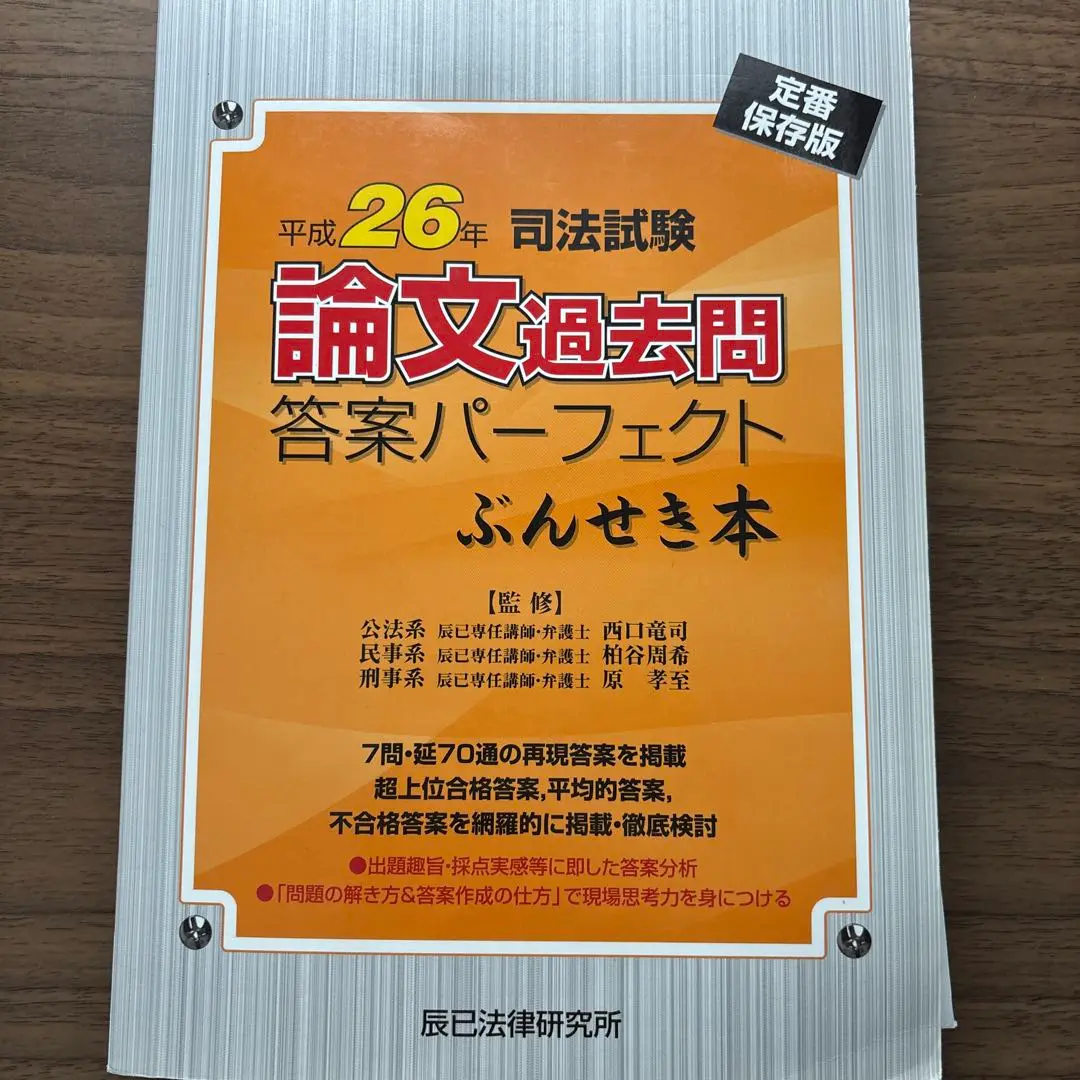 定番
保存版
平成26年 司法試験
論文過去問
答案パーフェクト
ぶんせき本
【監修】
公法系 辰已専任講師・弁護士 西口竜司
民事系 辰已専任講師・弁護士 柏谷周希
刑事系 辰已専任講師・弁護士 原 孝至
7問・延70通の再現答案を掲載
超上位合格答案,平均的答案,
不合格答案を網羅的に掲載・徹底検討
●出題趣旨・採点実感等に即した答案分析
●「問題の解き方&答案作成の仕方」で現場思考力を身につける
辰已法律研究所